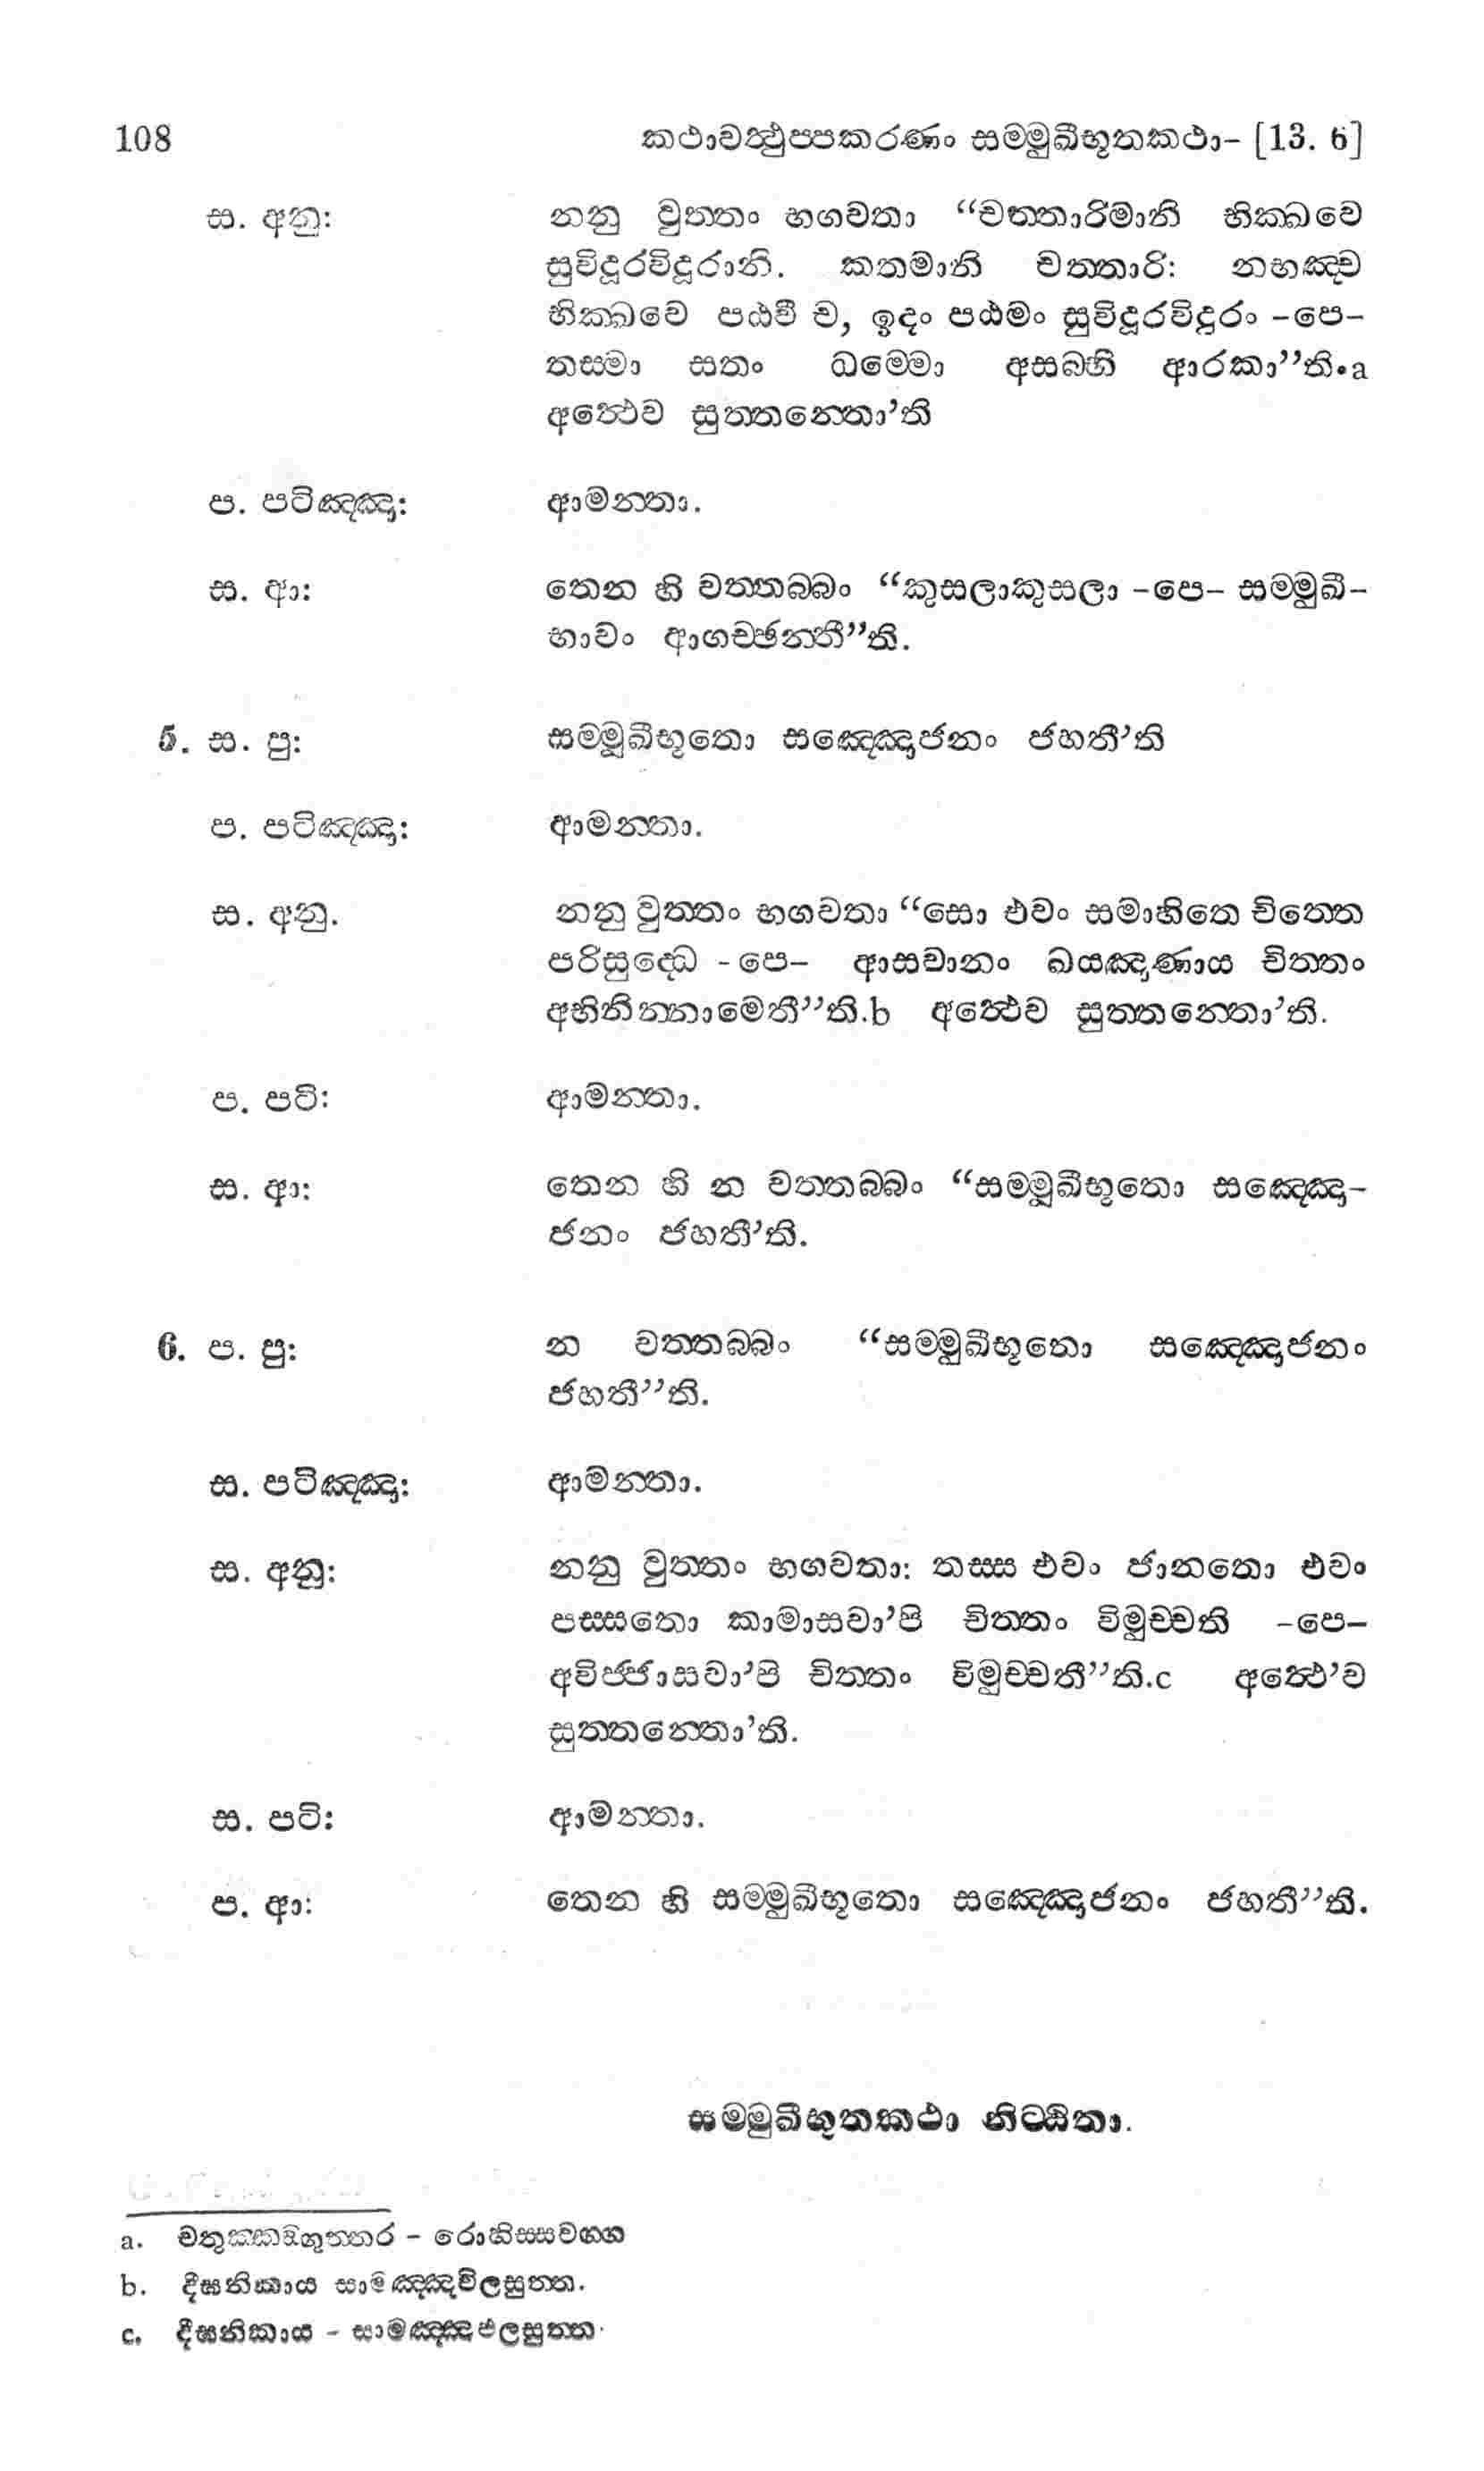 108 කථාවත්‍ථුප්පකරණං සම්මුඛීභූතකථා- [13. 6]
ස. අනු: නනු වුත්තං භගවතා “චත්තාරිමානි භික්ඛවෙ
සුවිදූරවිදූරානි. කතමානි චත්තාරි: නභඤ්ච
භික්ඛවෙ පඨවී ච, ඉදං පඨමං සුවිදූරවිදූරං -පෙ-
තස්මා සතං ධම්මො අසබ්භි ආරකා’’ති.a
අත්‍ථෙව සුත්තන්තො’ති
ප. පටිඤ්ඤා: ආමන්තා.
ස. ආ: තෙන හි වත්තබ්බං “කුසලාකුසලා -පෙ- සම්මුඛී-
භාවං ආගච්ඡන්තී”ති.
5. ස. පු: සම්මූඛීභූතො සඤ්ඤොජනං ජහතී’ති
ප. පටිඤ්ඤා: ආමන්තා.
ස. අනු. නනු වුත්තං භගවතා “සො එවං සමාහිතෙ චිත්තෙ
පරිසුද්ධෙ -පෙ- ආසවානං ඛයඤාණාය චිත්තං
අභිනින්නාමෙතී”ති.b අත්‍ථෙව සුත්තන්තො’ති.
ප. පටි: ආමන්තා.
ස. ආ: තෙන හි න වත්තබ්බං “සම්මූඛීභූතො සඤ්ඤො-
ජනං ජහතී’ති.
6. ප. පු: න වත්තබ්බං “සම්මුඛීභූතො සඤ්ඤොජනං
ජහතී”ති.
ස. පටිඤ්ඤා: ආමන්තා.
ස. අනු: නනු වුත්තං භගවතා: තස්ස එවං ජානතො එවං
පස්සතො කාමාසවා’පි චිත්තං විමුච්චති -පෙ-
අවිජ්ජාසවා’පි චිත්තං විමුච්චතී”ති.c අත්‍ථෙ’ව
සුත්තන්තො’ති.
ස. පටි: ආමන්තා.
ප. ආ: තෙන හි සම්මුඛීභූතො සඤ්ඤොජනං ජහතී”ති.
සම්මුඛීභූතකථා නිට්ඨිතා.
a. චතුක්කඞ්ගුත්තර - රොහිස්සවග්ග
b. දීඝනිකාය සාමඤ්ඤඵලසුත්ත.
c. දීඝනිකාය - සාමඤ්ඤඵලසුත්ත.